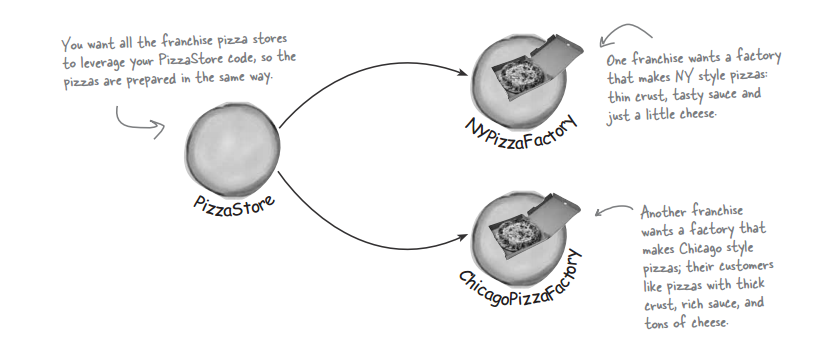 You want all the franchise pizza stores
to leverage your PizzaStore code, so the
pizzas are prepared in the same way.
PizzaStore
NYPizzaFactory
One franchise wants a factory
that makes NY style pizzas:
thin crust, tasty sauce and
just a little cheese.
ChicagoPizzaFactory
Another franchise
wants a factory that
makes Chicago style
pizzas; their customers
like pizzas with thick
crust, rich sauce, and
tons of cheese.